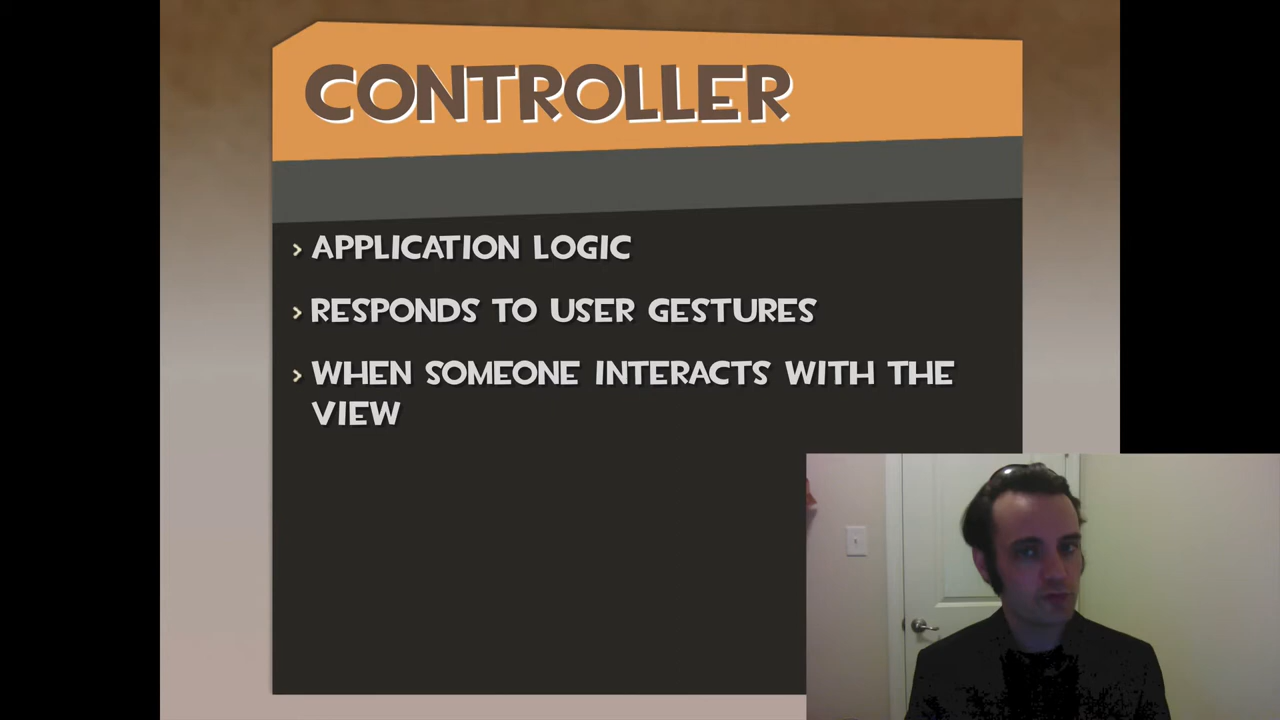 CONTROLLER
› APPLICATION LOGIC
› RESPONDS TO USER GESTURES
› WHEN SOMEONE INTERACTS WITH THE
VIEW